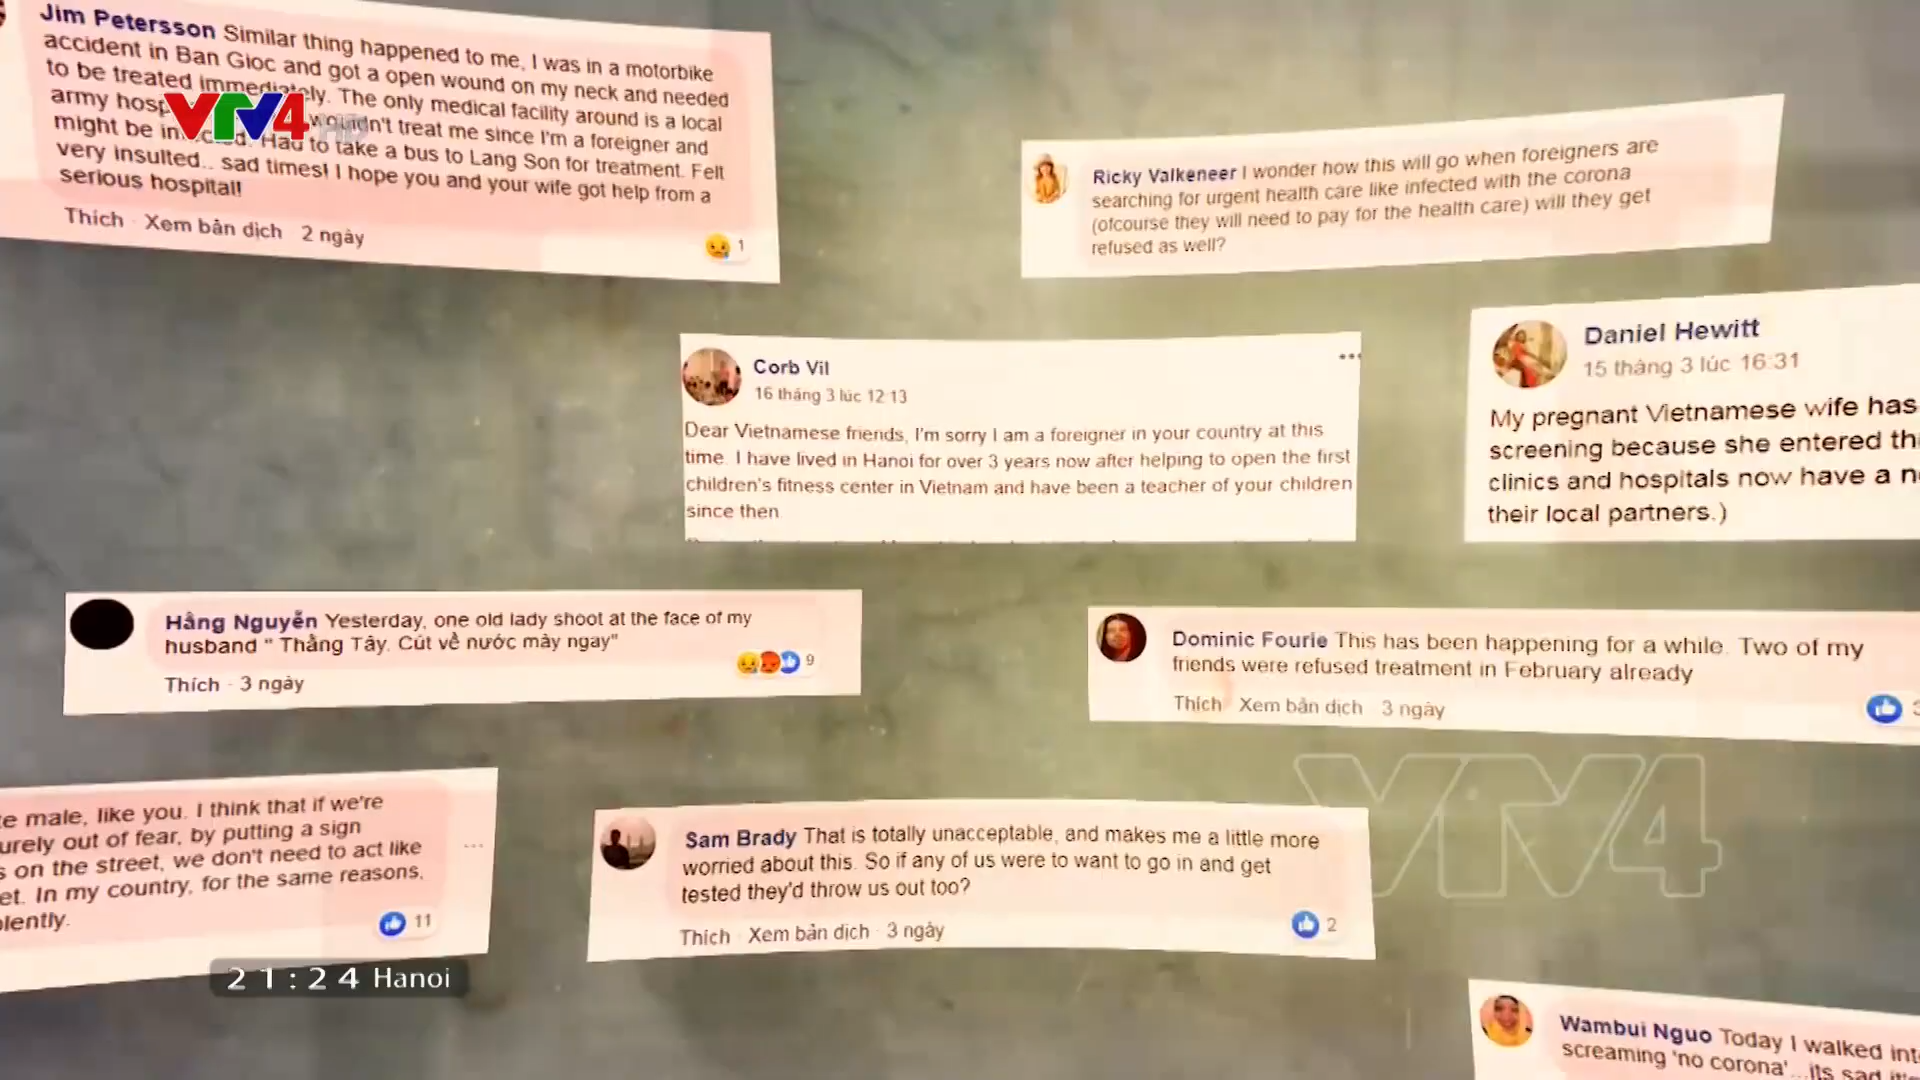 Jim Petersson Similar thing happened to me, I was in a motorbike
accident in Ban Gioc and got a open wound on my neck and needed
to be treated immediately. The only medical facility around is a local
army wouldn't treat me since I'm a foreigner and
might be Had to take a bus to Lang Son for treatment. Felt
very insulted.. sad times! I hope you and your wife got help from a
serious hospital!
Thích · Xem bản dịch 2 ngày
1
VTV4 HD
Ricky Valkeneer I wonder how this will go when foreigners are
searching for urgent health care like infected with the corona
(ofcourse they will need to pay for the health care) will they get
refused as well?
Corb Vil
16 tháng 3 lúc 12 13
Dear Vietnamese friends, I'm sorry I am a foreigner in your country at this
time. I have lived in Hanoi for over 3 years now after helping to open the first
children's fitness center in Vietnam and have been a teacher of your children
since then
Daniel Hewitt
15 tháng 3 lúc 16:31
My pregnant Vietnamese wife has
screening because she entered
clinics and hospitals now have a
their local partners.)
Hằng Nguyễn Yesterday, one old lady shoot at the face of my
husband " Thằng Tây. Cút về nước mày ngay"
9
Thích · 3 ngày
Dominic Fourie This has been happening for a while. Two of my
friends were refused treatment in February already
Thích Xem bản dịch 3 ngày
male, like you. I think that if we're
out of fear, by putting a sign
on the street, we don't need to act like
In my country, for the same reasons,
11
Sam Brady That is totally unacceptable, and makes me a little more
worried about this. So if any of us were to want to go in and get
tested they'd throw us out too?
Thích · Xem bản dịch · 3 ngày
2
VTV4
21:24 Hanoi
Wambui Nguo Today I walked
screaming 'no corona'...its sad